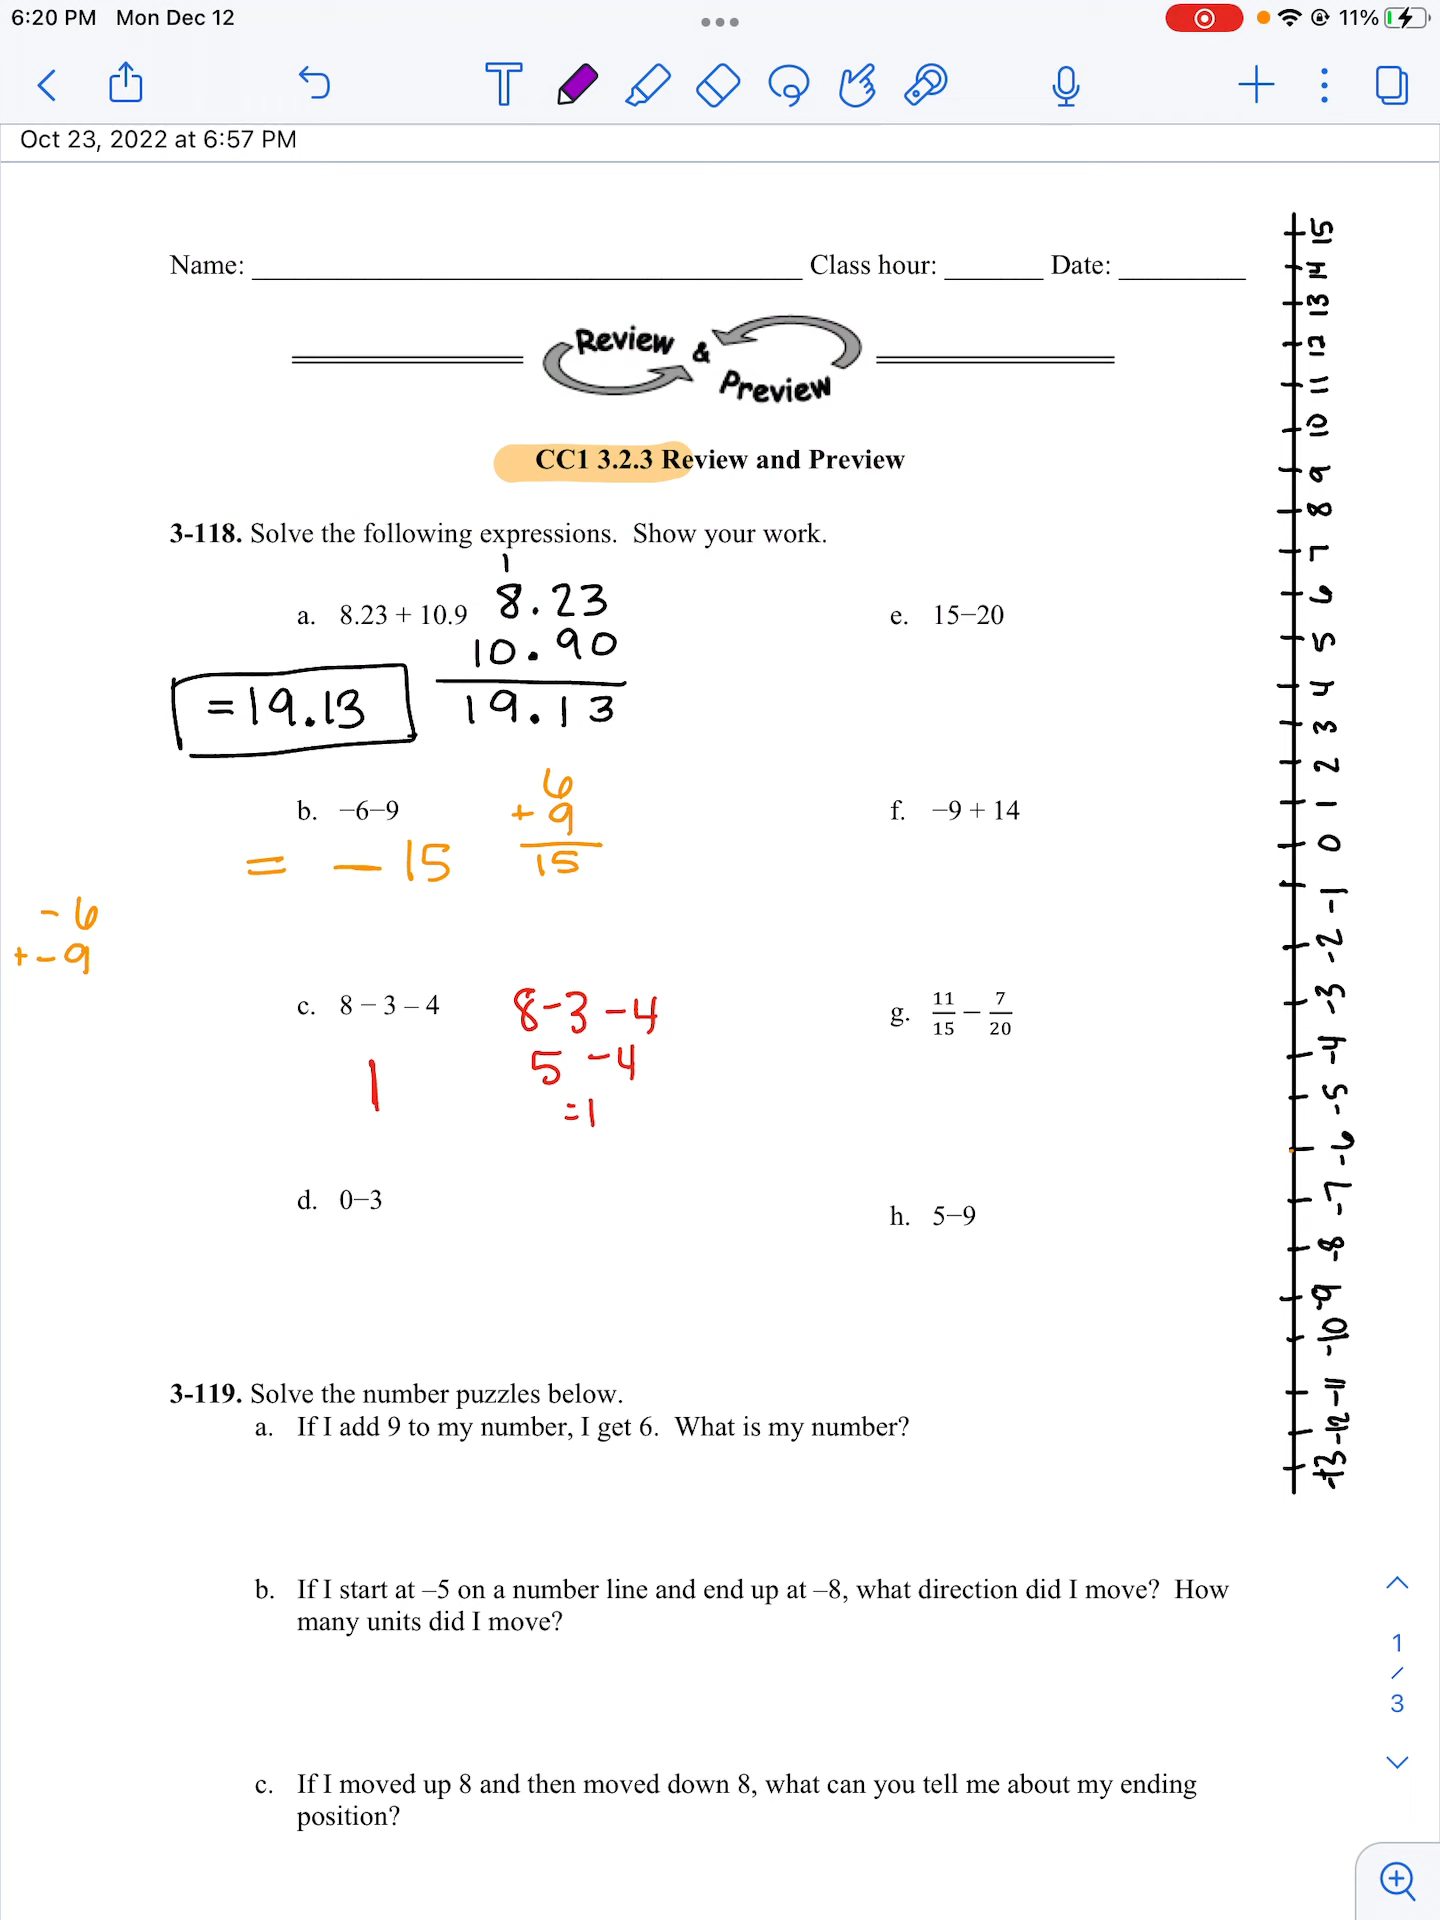 6:20 PM Mon Dec 12
11%
T
Oct 23, 2022 at 6:57 PM
Name: Class hour: Date:
Review &
Preview
CC1 3.2.3 Review and Preview
3-118. Solve the following expressions. Show your work.
1
a. 8.23 + 10.9
8.23
10.90
19.13
=19.13
e. 15−20
b. −6−9
6
+ 9
15
= −15
f. −9 + 14
-6
+-9
c. 8 − 3 – 4
8-3-4
5 -4
=1
1
g. 11/15 − 7/20
d. 0−3
h. 5−9
3-119. Solve the number puzzles below.
a. If I add 9 to my number, I get 6. What is my number?
b. If I start at –5 on a number line and end up at –8, what direction did I move? How
many units did I move?
c. If I moved up 8 and then moved down 8, what can you tell me about my ending
position?
-13 -12 -11 -10 -9 -8 -7 -6 -5 -4 -3 -2 -1 0 1 2 3 4 5 6 7 8 9 10 11 12 13 14 15
1
/
3